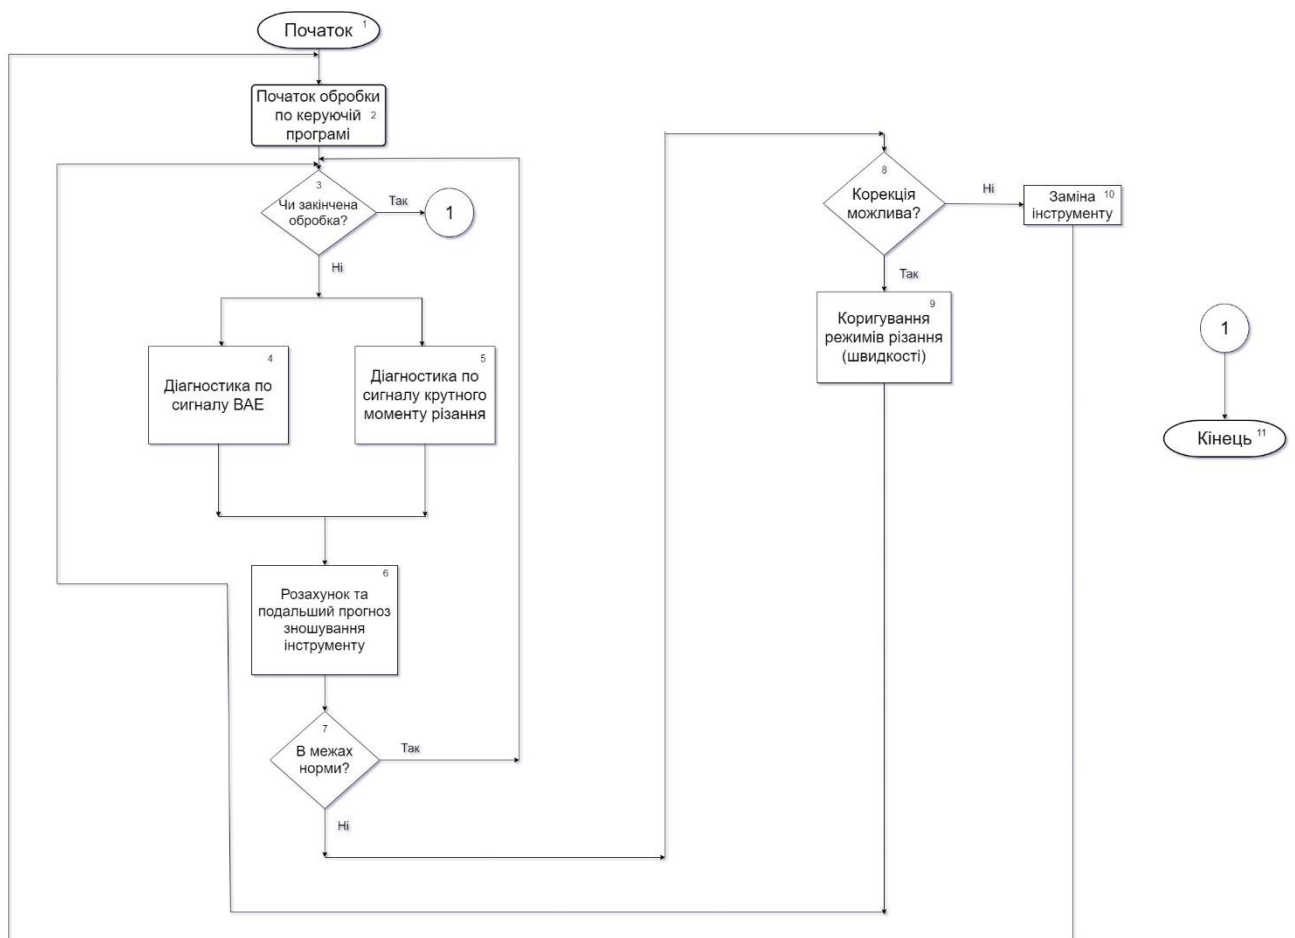 Початок 1
Початок обробки
по керуючій 2
програмі
3
Чи закінчена
обробка?
Так
1
Ні
4
Діагностика по
сигналу ВАЕ
5
Діагностика по
сигналу крутного
моменту різання
6
Розахунок та
подальший прогноз
зношування
інструменту
7
В межах
норми?
Так
Ні
8
Корекція
можлива?
Ні
Заміна 10
інструменту
Так
9
Коригування
режимів різання
(швидкості)
1
Кінець 11